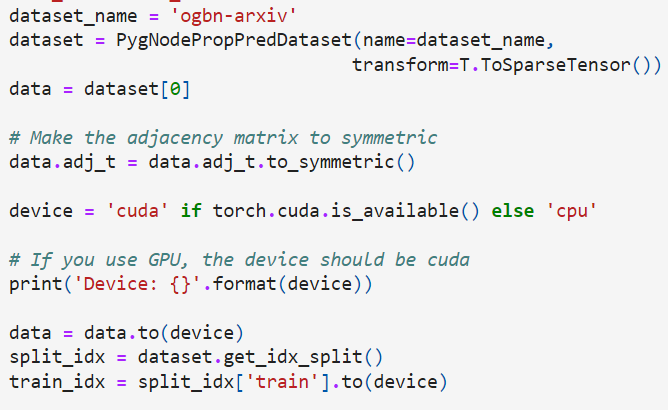 dataset_name = 'ogbn-arxiv'
dataset = PygNodePropPredDataset(name=dataset_name,
                                 transform=T.ToSparseTensor())
data = dataset[0]

# Make the adjacency matrix to symmetric
data.adj_t = data.adj_t.to_symmetric()

device = 'cuda' if torch.cuda.is_available() else 'cpu'

# If you use GPU, the device should be cuda
print('Device: {}'.format(device))

data = data.to(device)
split_idx = dataset.get_idx_split()
train_idx = split_idx['train'].to(device)